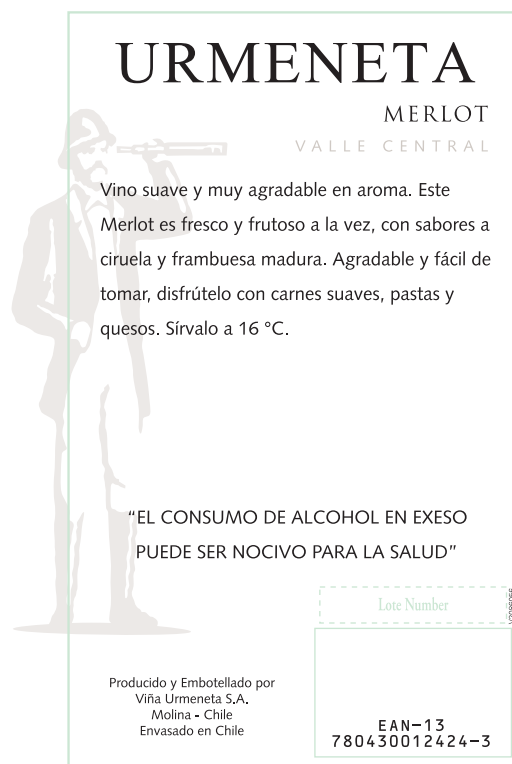 URMENETA
MERLOT
VALLE CENTRAL
Vino suave y muy agradable en aroma. Este
Merlot es fresco y frutoso a la vez, con sabores a
ciruela y frambuesa madura. Agradable y fácil de
tomar, disfrútelo con carnes suaves, pastas y
quesos. Sírvalo a 16 °C.
“EL CONSUMO DE ALCOHOL EN EXESO
PUEDE SER NOCIVO PARA LA SALUD”
Lote Number
Producido y Embotellado por
Viña Urmeneta S.A.
Molina - Chile
Envasado en Chile
EAN-13
780430012424-3